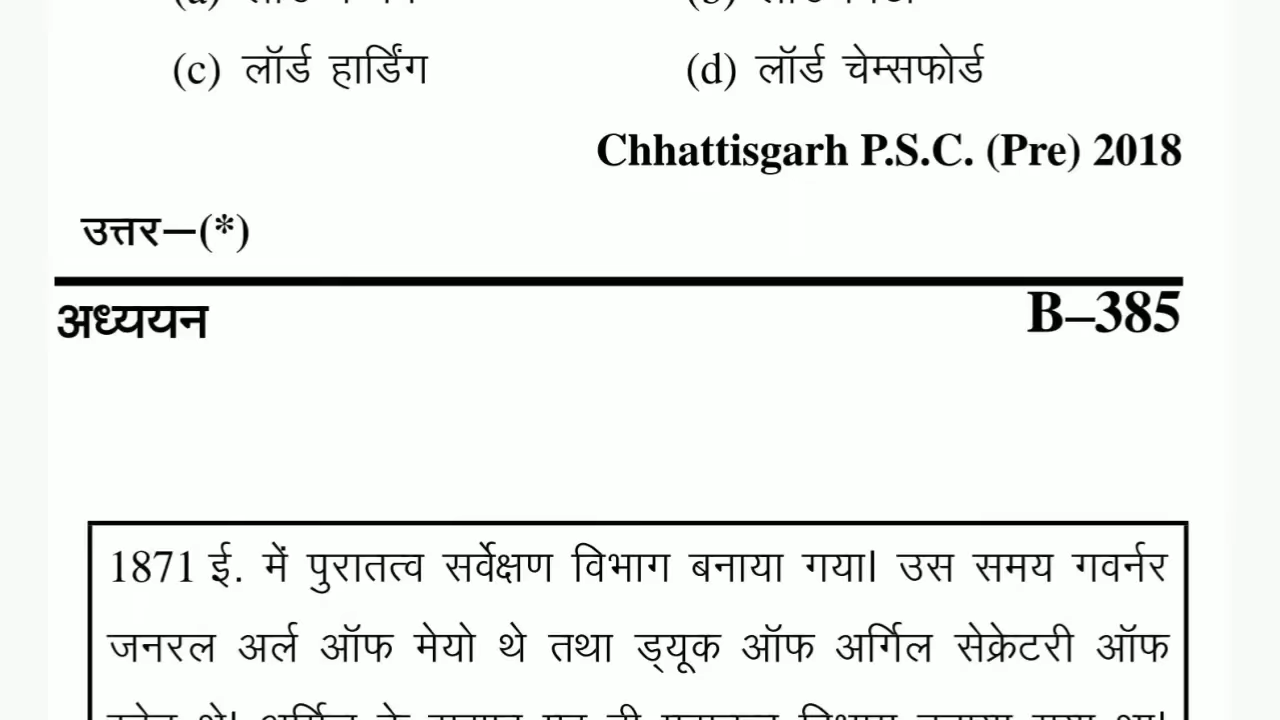 (c) लॉर्ड हार्डिंग (d) लॉर्ड चेम्सफोर्ड
Chhattisgarh P.S.C. (Pre) 2018
उत्तर—(*)
अध्ययन B–385
1871 ई. में पुरातत्व सर्वेक्षण विभाग बनाया गया। उस समय गवर्नर
जनरल अर्ल ऑफ मेयो थे तथा ड्यूक ऑफ अर्गिल सेक्रेटरी ऑफ